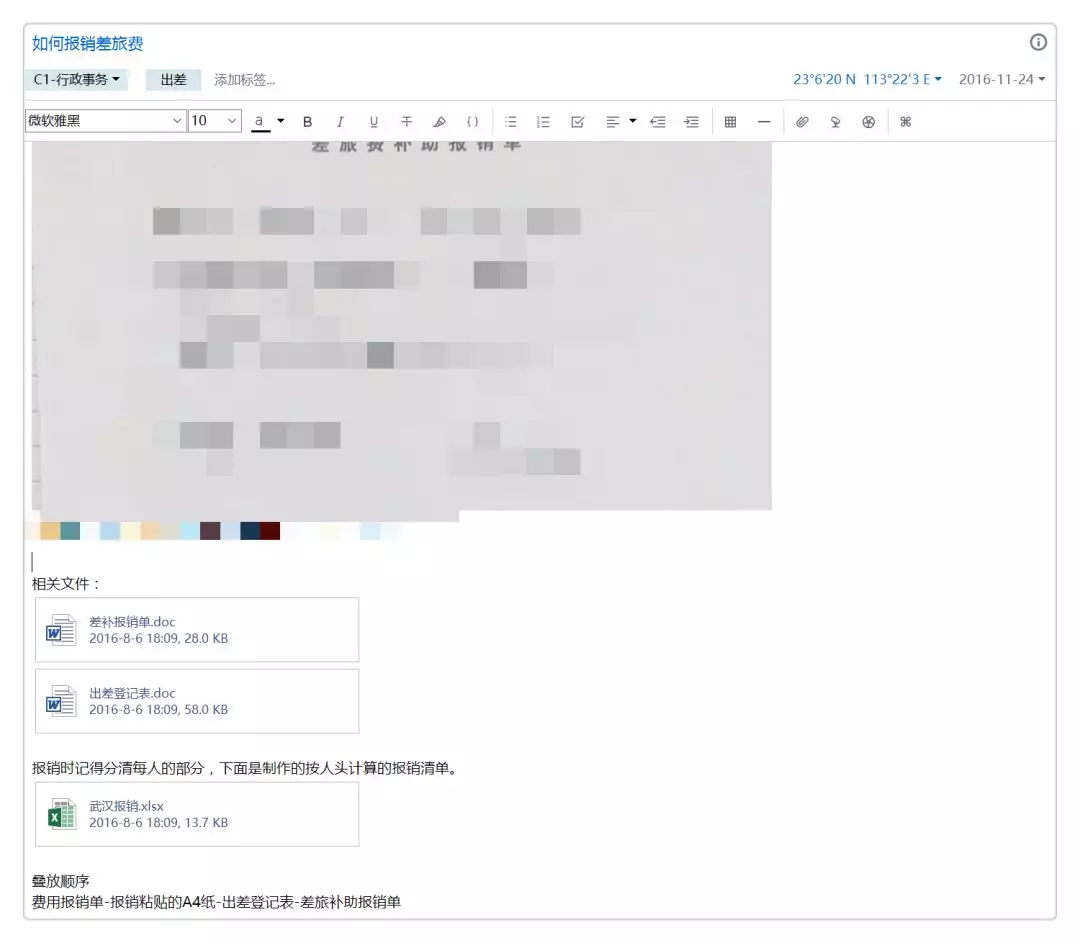 如何报销差旅费
C1-行政事务 出差 添加标签... 23°6'20 N 113°22'3 E 2016-11-24
微软雅黑 10 a B I U T
差旅费补助报销单
相关文件：
差补报销单.doc
2016-8-6 18:09, 28.0 KB
出差登记表.doc
2016-8-6 18:09, 58.0 KB
报销时记得分清每人的部分，下面是制作的按人头计算的报销清单。
武汉报销.xlsx
2016-8-6 18:09, 13.7 KB
叠放顺序
费用报销单-报销粘贴的A4纸-出差登记表-差旅补助报销单